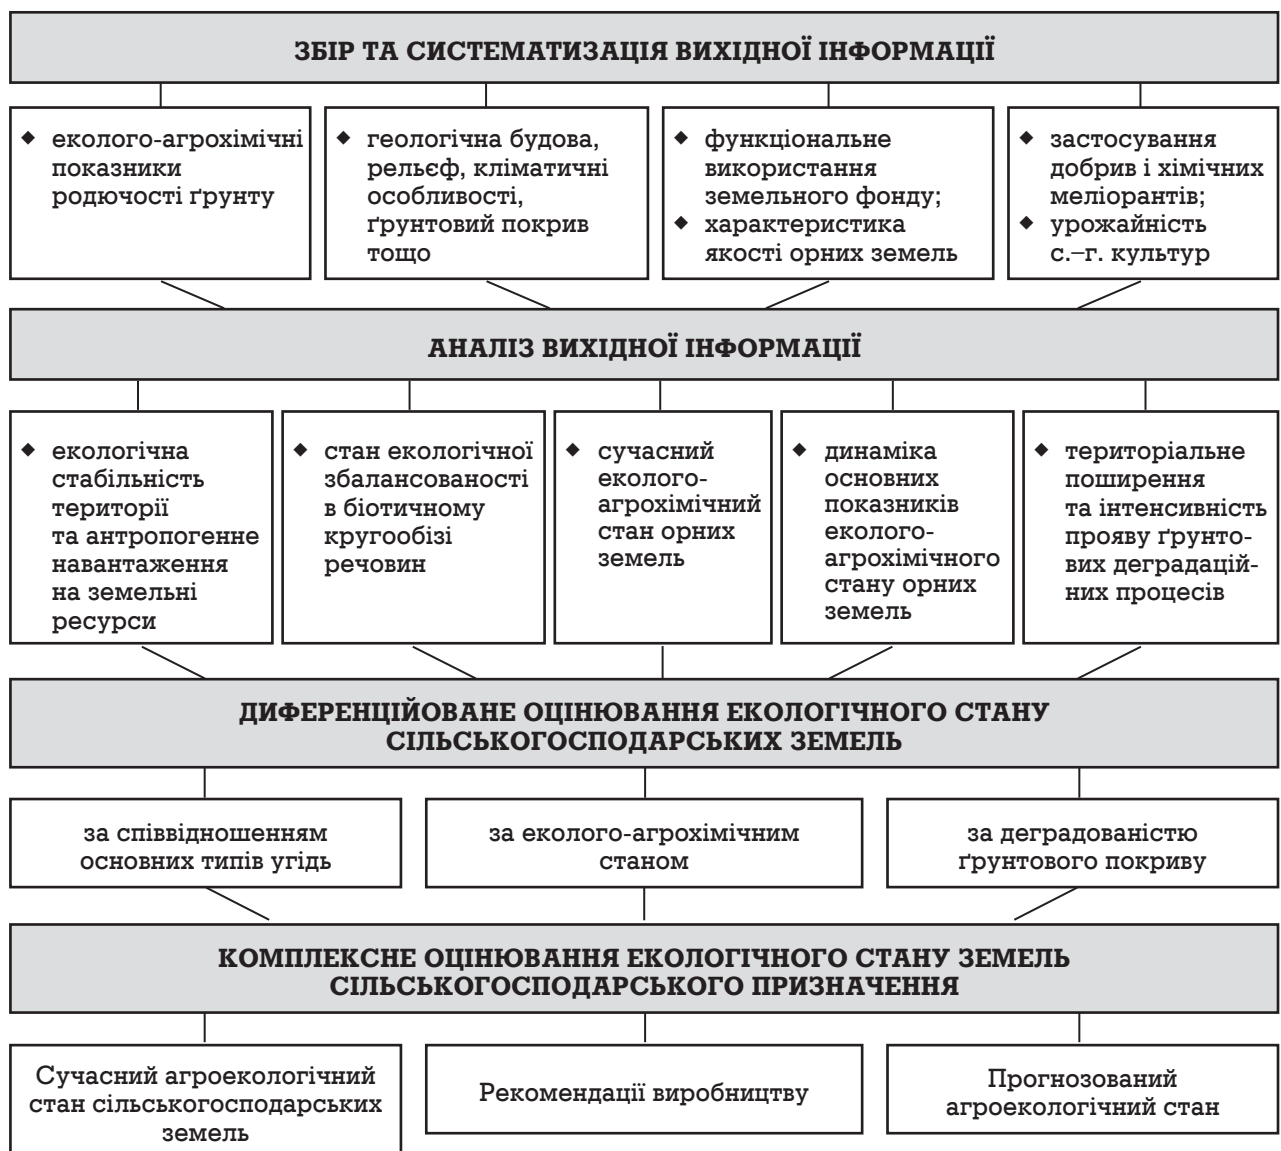 ЗБІР ТА СИСТЕМАТИЗАЦІЯ ВИХІДНОЇ ІНФОРМАЦІЇ
◆ еколого-агрохімічні
показники
родючості ґрунту
◆ геологічна будова,
рельєф, кліматичні
особливості,
ґрунтовий покрив
тощо
◆ функціональне
використання
земельного фонду;
◆ характеристика
якості орних земель
◆ застосування
добрив і хімічних
меліорантів;
◆ урожайність
с.–г. культур
АНАЛІЗ ВИХІДНОЇ ІНФОРМАЦІЇ
◆ екологічна
стабільність
території
та антропогенне
навантаження
на земельні
ресурси
◆ стан екологічної
збалансованості
в біотичному
кругообізі
речовин
◆ сучасний
еколого-
агрохімічний
стан орних
земель
◆ динаміка
основних
показників
еколого-
агрохімічного
стану орних
земель
◆ територіальне
поширення
та інтенсивність
прояву ґрунто-
вих деградацій-
них процесів
ДИФЕРЕНЦІЙОВАНЕ ОЦІНЮВАННЯ ЕКОЛОГІЧНОГО СТАНУ
СІЛЬСЬКОГОСПОДАРСЬКИХ ЗЕМЕЛЬ
за співвідношенням
основних типів угідь
за еколого-агрохімічним
станом
за деградованістю
ґрунтового покриву
КОМПЛЕКСНЕ ОЦІНЮВАННЯ ЕКОЛОГІЧНОГО СТАНУ ЗЕМЕЛЬ
СІЛЬСЬКОГОСПОДАРСЬКОГО ПРИЗНАЧЕННЯ
Сучасний агроекологічний
стан сільськогосподарських
земель
Рекомендації виробництву
Прогнозований
агроекологічний стан